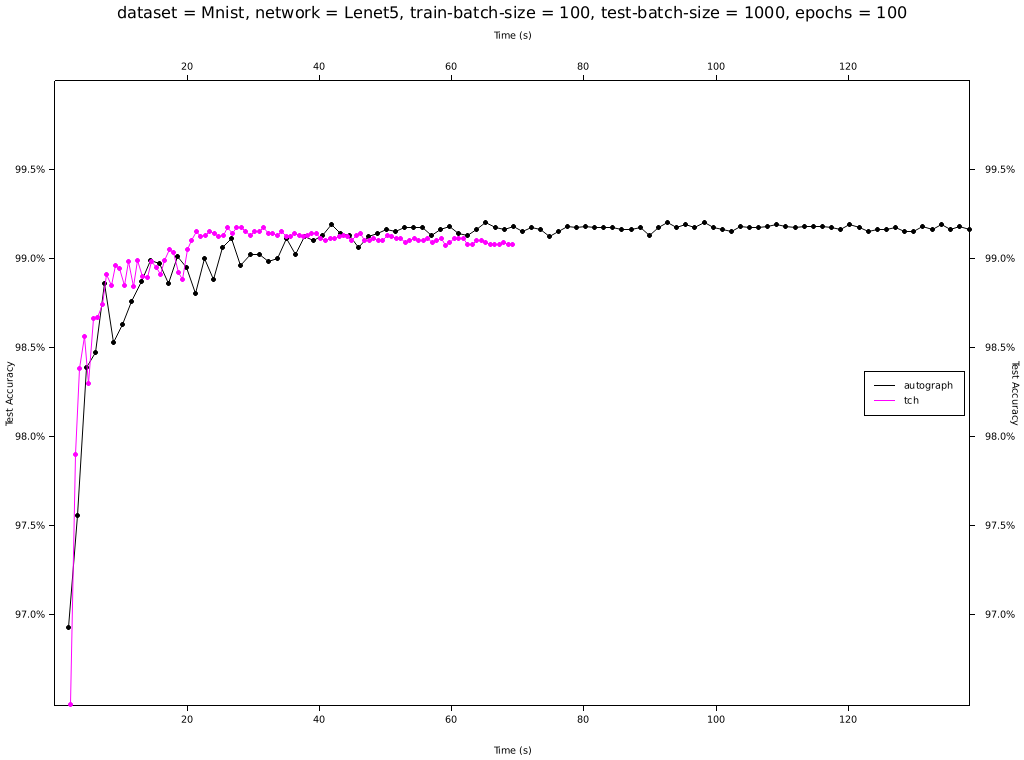 dataset = Mnist, network = Lenet5, train-batch-size = 100, test-batch-size = 1000, epochs = 100
Time (s)
20 40 60 80 100 120
99.5% 99.5%
99.0% 99.0%
98.5% 98.5%
Test Accuracy
Test Accuracy
autograph
tch
98.0% 98.0%
97.5% 97.5%
97.0% 97.0%
20 40 60 80 100 120
Time (s)